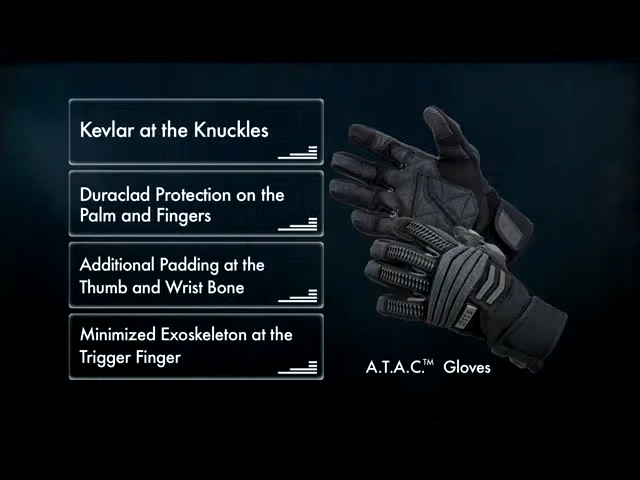 Kevlar at the Knuckles
Duraclad Protection on the
Palm and Fingers
Additional Padding at the
Thumb and Wrist Bone
Minimized Exoskeleton at the
Trigger Finger
A.T.A.C.™ Gloves